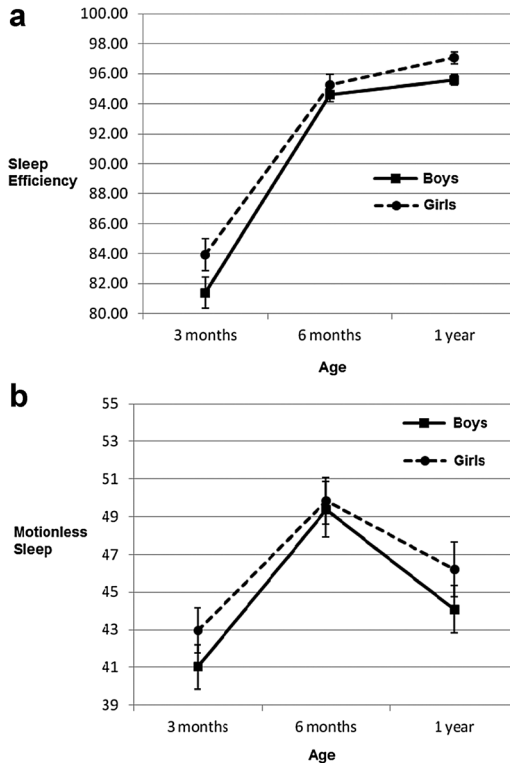 a
100.00
98.00
96.00
94.00
92.00
90.00
88.00
86.00
84.00
82.00
80.00
Sleep
Efficiency
Boys
Girls
3 months 6 months 1 year
Age
b
55
53
51
49
47
45
43
41
39
Motionless
Sleep
Boys
Girls
3 months 6 months 1 year
Age